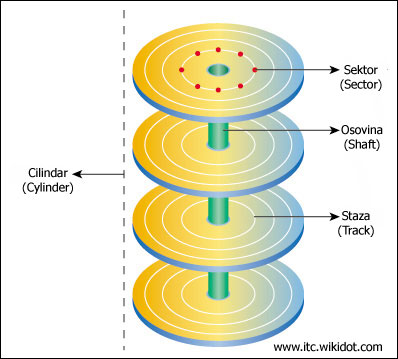 Sektor
(Sector)
Osovina
(Shaft)
Cilindar
(Cylinder)
Staza
(Track)
www.itc.wikidot.com